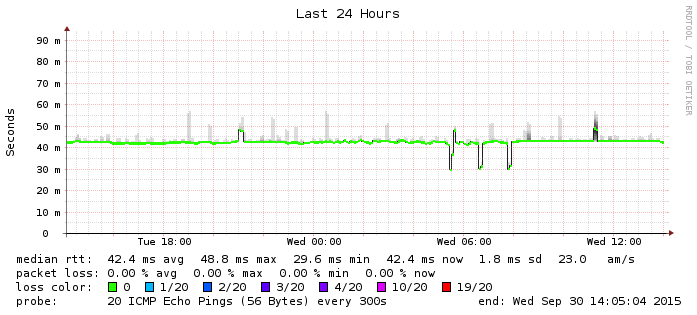 Last 24 Hours
RRDTOOL / TOBI OETIKER
Seconds
90 m
80 m
70 m
60 m
50 m
40 m
30 m
20 m
10 m
0
Tue 18:00 Wed 00:00 Wed 06:00 Wed 12:00
median rtt: 42.4 ms avg 48.8 ms max 29.6 ms min 42.4 ms now 1.8 ms sd 23.0 am/s
packet loss: 0.00 % avg 0.00 % max 0.00 % min 0.00 % now
loss color: 0 1/20 2/20 3/20 4/20 10/20 19/20
probe: 20 ICMP Echo Pings (56 Bytes) every 300s end: Wed Sep 30 14:05:04 2015